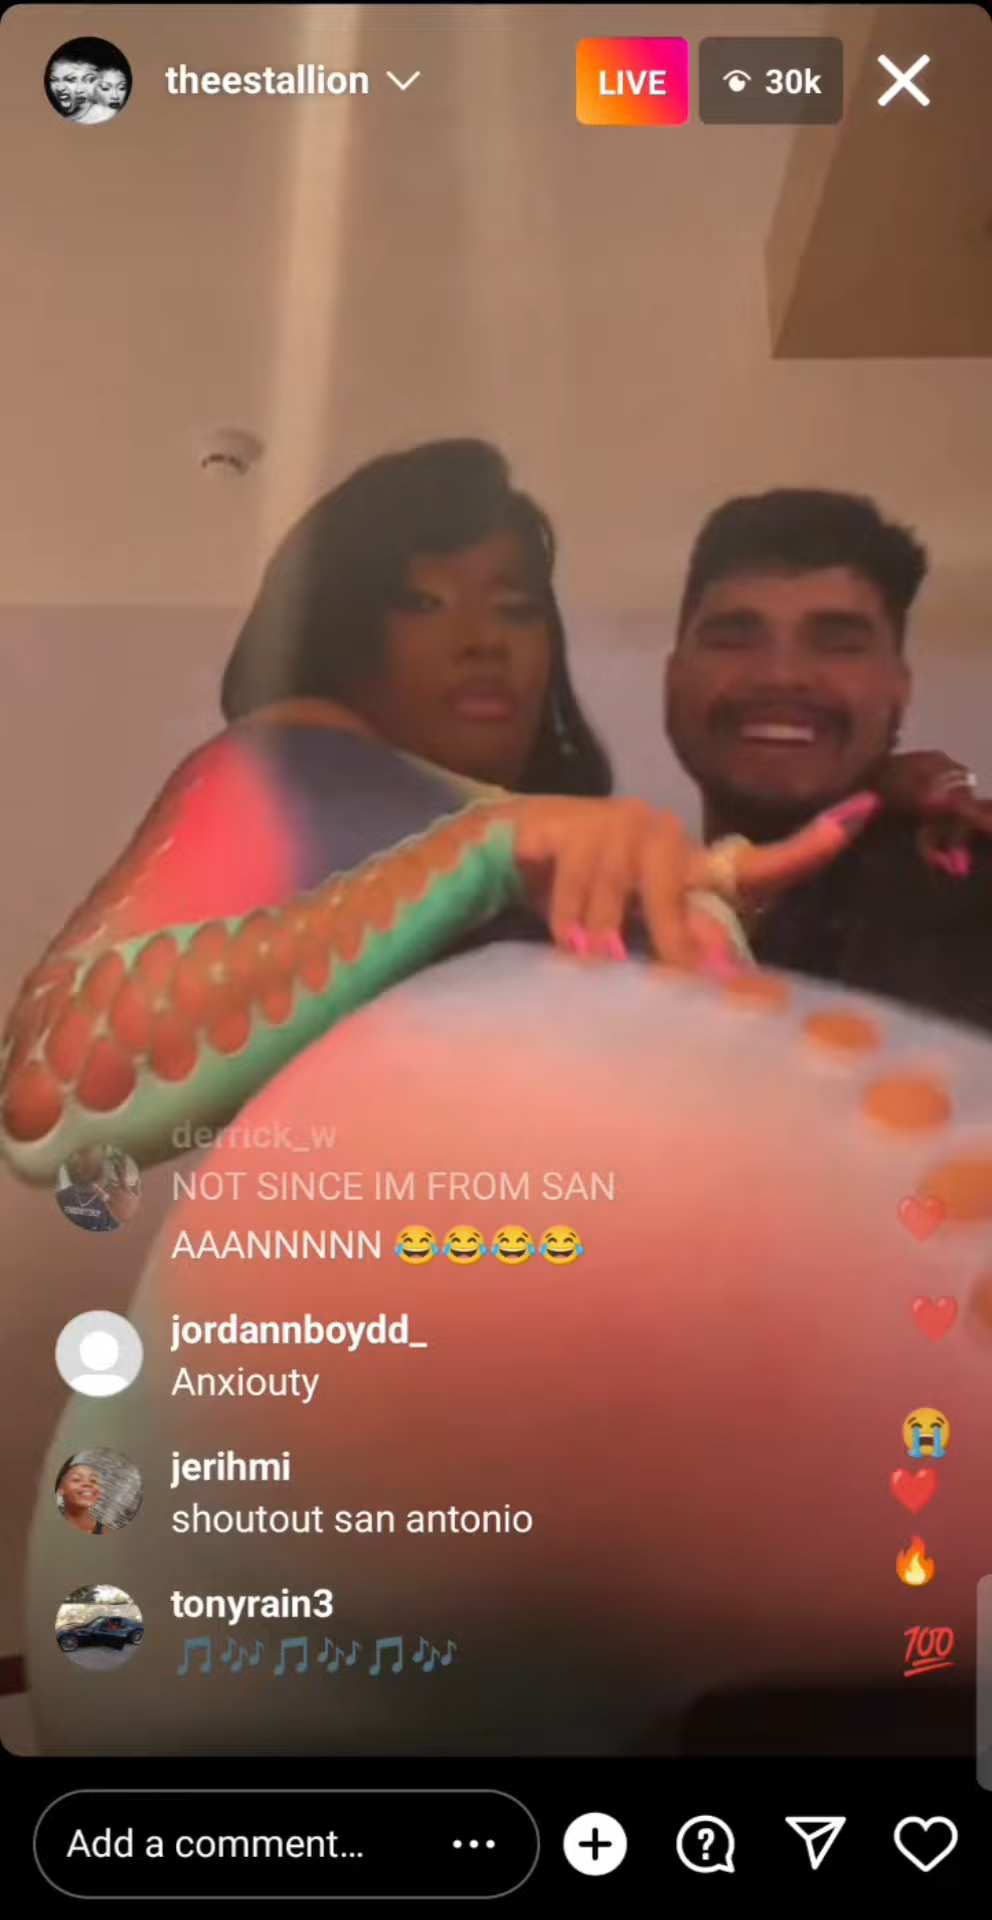 theestallion
LIVE
30k
derrick_w
NOT SINCE IM FROM SAN
AAANNNNN 😂😂😂😂
jordannboydd_
Anxiouty
jerihmi
shoutout san antonio
tonyrain3
🎵🎶🎵🎶🎵🎶
💯
Add a comment...